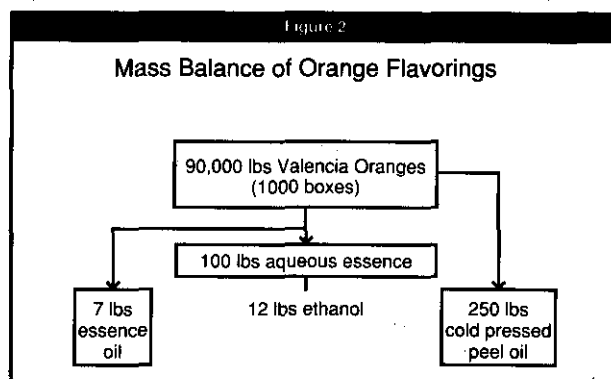 Figure 2
Mass Balance of Orange Flavorings
90,000 lbs Valencia Oranges
(1000 boxes)
100 lbs aqueous essence
7 lbs
essence
oil
12 lbs ethanol
250 lbs
cold pressed
peel oil